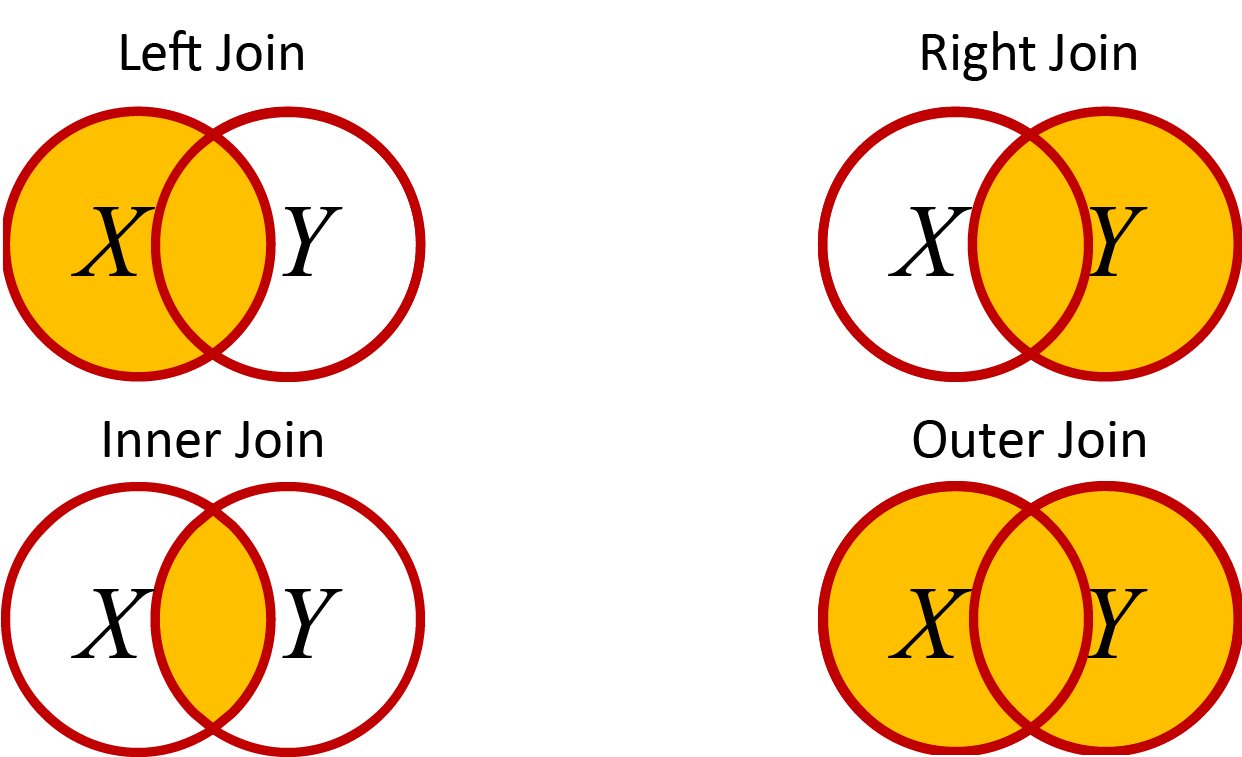 Left Join
Right Join
X Y
X Y
Inner Join
Outer Join
X Y
X Y